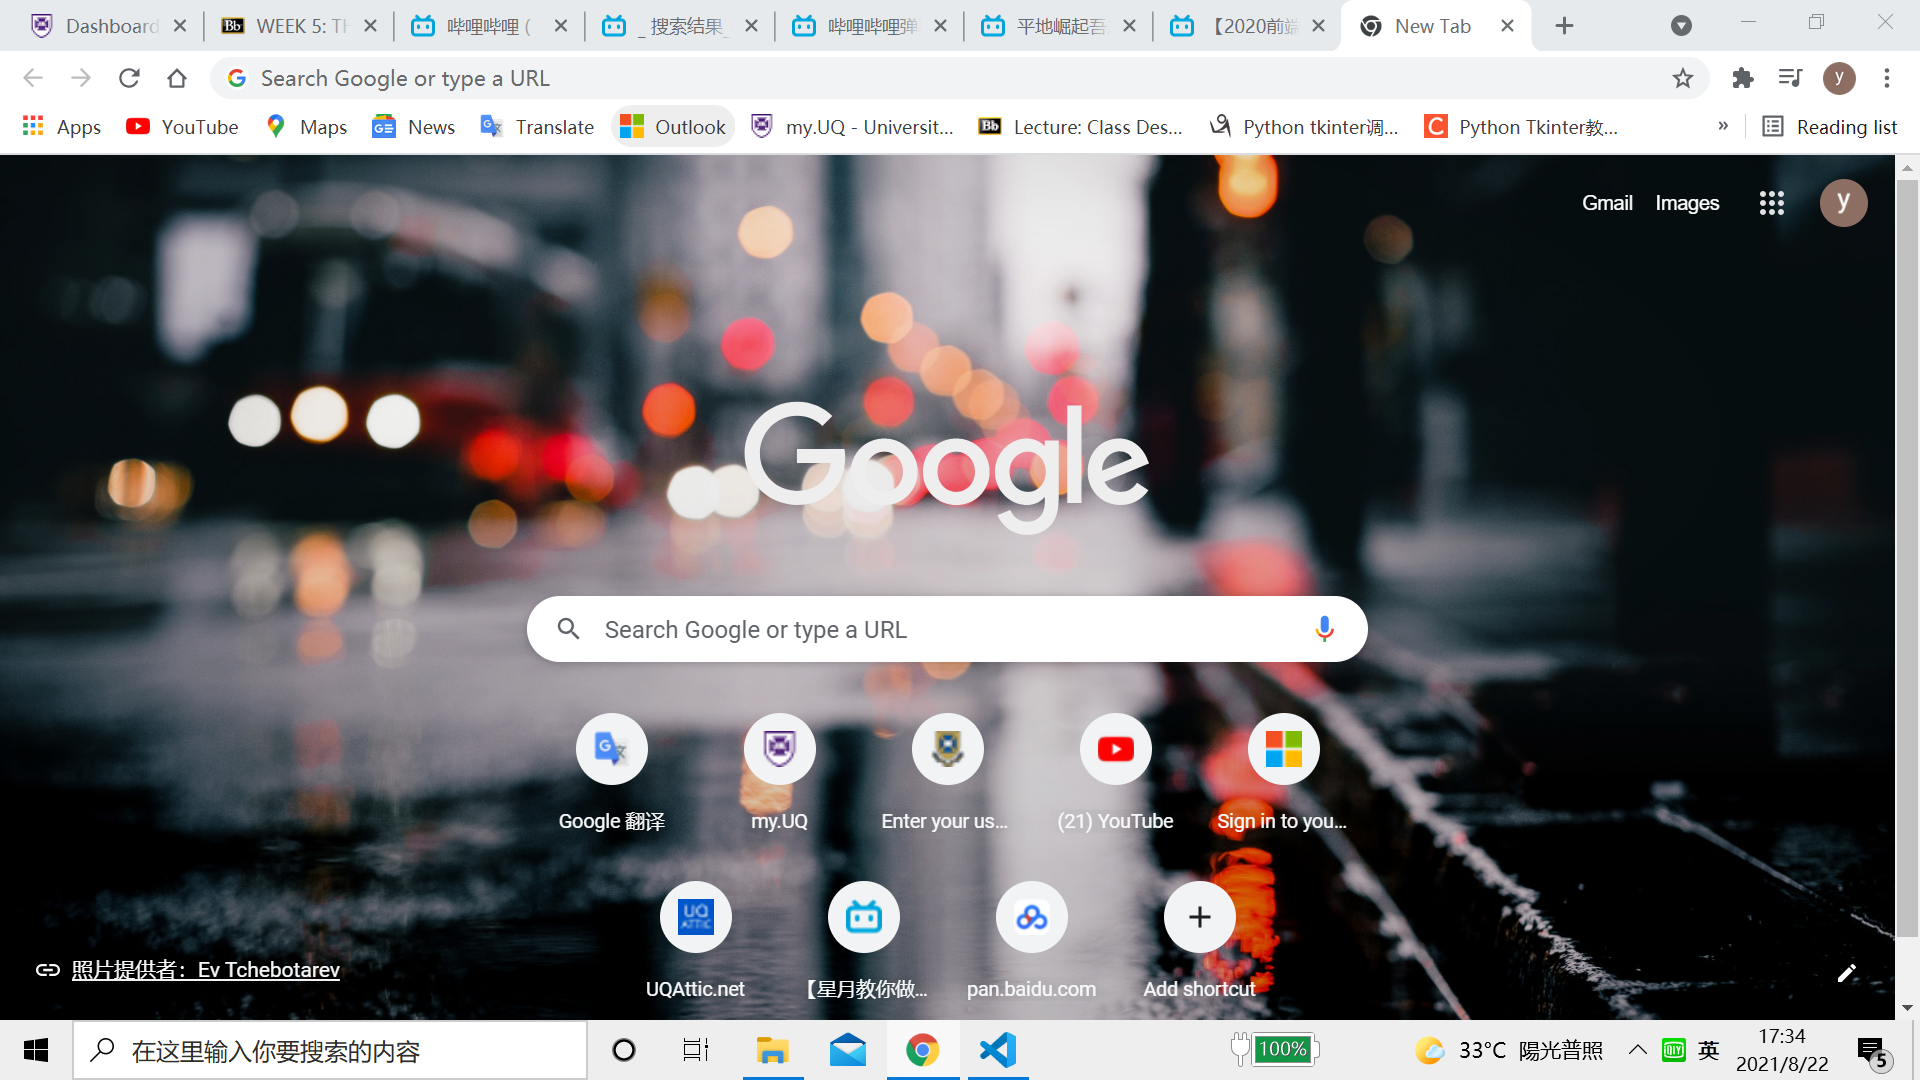 Dashboard
WEEK 5: TH
哔哩哔哩 (
_ 搜索结果_
哔哩哔哩弹
平地崛起吾
【2020前端
New Tab
Search Google or type a URL
y
Apps
YouTube
Maps
News
Translate
Outlook
my.UQ - Universit...
Lecture: Class Des...
Python tkinter调...
Python Tkinter教...
»
Reading list
Gmail
Images
y
Google
Search Google or type a URL
Google 翻译
my.UQ
Enter your us...
(21) YouTube
Sign in to you...
UQ ATTIC
UQAttic.net
【星月教你做...
pan.baidu.com
Add shortcut
照片提供者：Ev Tchebotarev
在这里输入你要搜索的内容
100%
33°C 陽光普照
英
17:34
2021/8/22
5